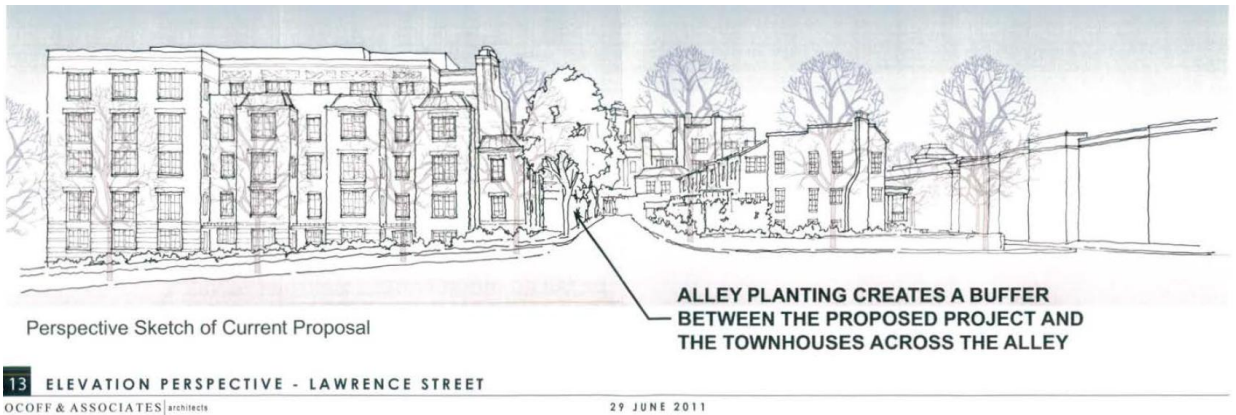 ALLEY PLANTING CREATES A BUFFER
BETWEEN THE PROPOSED PROJECT AND
THE TOWNHOUSES ACROSS THE ALLEY
Perspective Sketch of Current Proposal
13 ELEVATION PERSPECTIVE - LAWRENCE STREET
OCOFF & ASSOCIATES architects
29 JUNE 2011